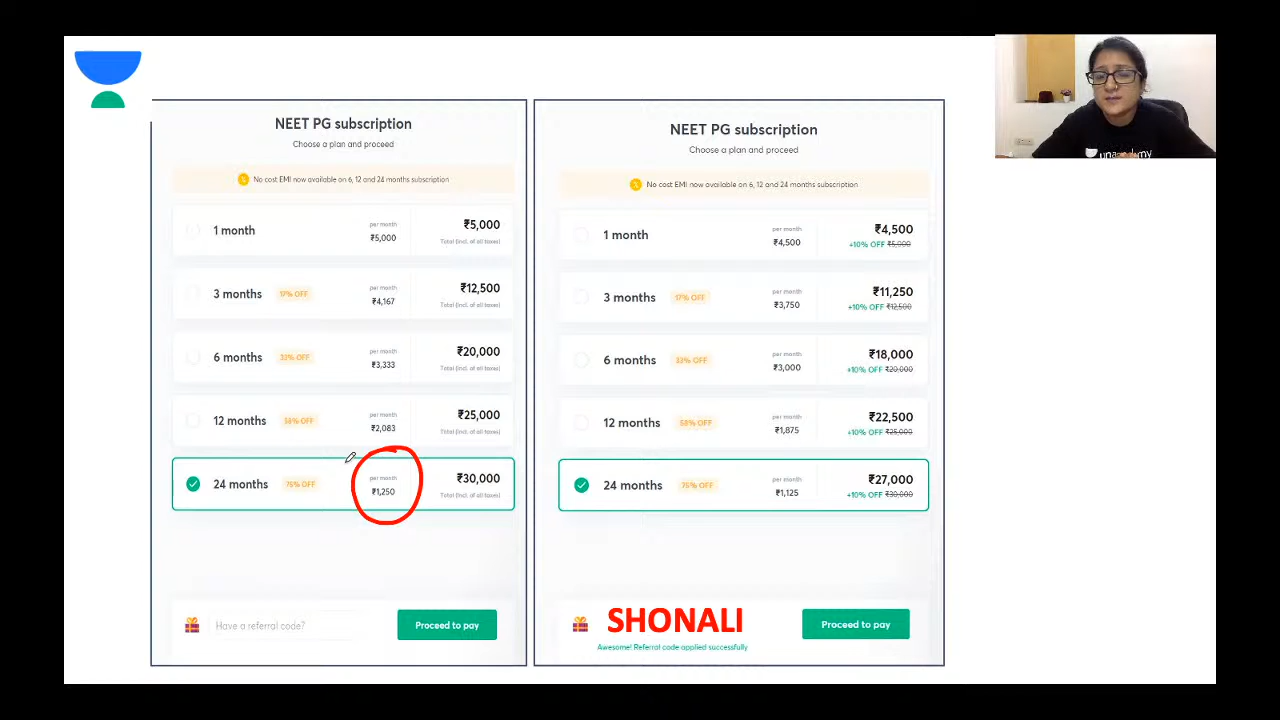 NEET PG subscription
Choose a plan and proceed
No cost EMI now available on 6, 12 and 24 months subscription
1 month per month ₹5,000 ₹5,000 Total (Incl. of all taxes)
3 months 17% OFF per month ₹4,167 ₹12,500 Total (Incl. of all taxes)
6 months 33% OFF per month ₹3,333 ₹20,000 Total (Incl. of all taxes)
12 months 58% OFF per month ₹2,083 ₹25,000 Total (Incl. of all taxes)
24 months 75% OFF per month ₹1,250 ₹30,000 Total (Incl. of all taxes)
Have a referral code? Proceed to pay
NEET PG subscription
Choose a plan and proceed
No cost EMI now available on 6, 12 and 24 months subscription
1 month per month ₹4,500 ₹4,500 +10% OFF ₹5,000
3 months 17% OFF per month ₹3,750 ₹11,250 +10% OFF ₹12,500
6 months 33% OFF per month ₹3,000 ₹18,000 +10% OFF ₹20,000
12 months 58% OFF per month ₹1,875 ₹22,500 +10% OFF ₹25,000
24 months 75% OFF per month ₹1,125 ₹27,000 +10% OFF ₹30,000
SHONALI Proceed to pay
Awesome! Referral code applied successfully
unacademy